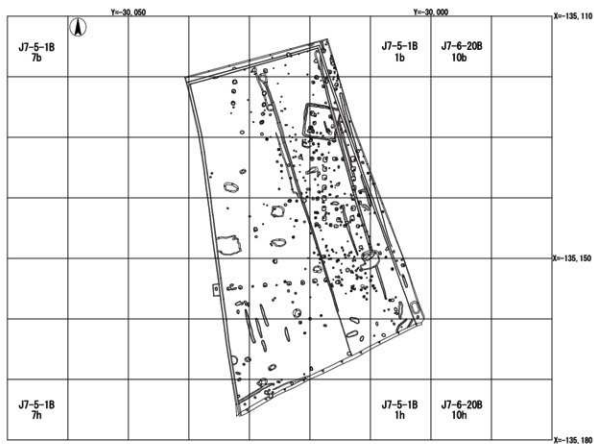 Y=-30,050
Y=-30,000
X=-135,110
J7-5-1B
7b
J7-5-1B
1b
J7-6-20B
10b
X=-135,150
J7-5-1B
7h
J7-5-1B
1h
J7-6-20B
10h
X=-135,180